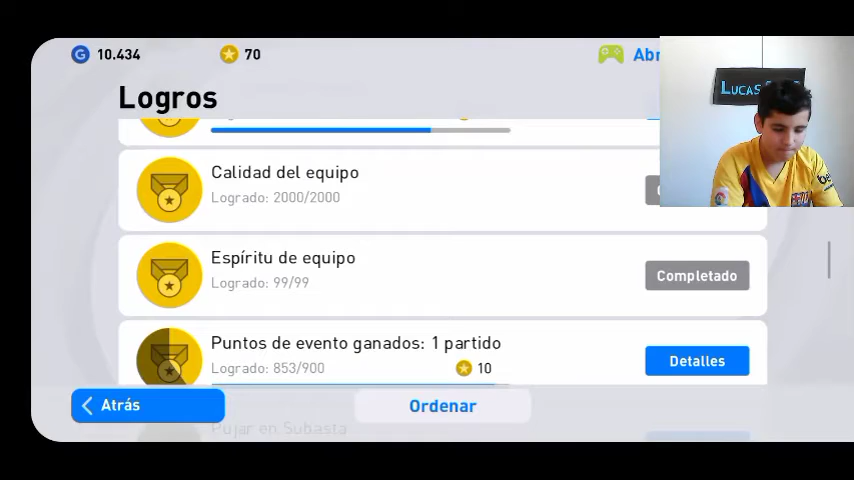 10.434
70
Logros
Calidad del equipo
Logrado: 2000/2000
Espíritu de equipo
Logrado: 99/99
Completado
Puntos de evento ganados: 1 partido
Logrado: 853/900
10
Detalles
Atrás
Ordenar
Pujar en Subasta